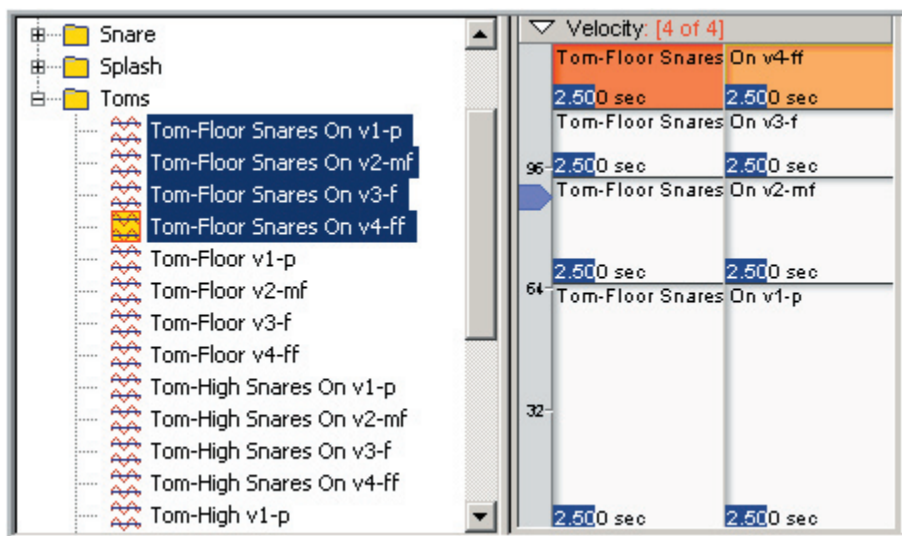 Snare
Splash
Toms
Tom-Floor Snares On v1-p
Tom-Floor Snares On v2-mf
Tom-Floor Snares On v3-f
Tom-Floor Snares On v4-ff
Tom-Floor v1-p
Tom-Floor v2-mf
Tom-Floor v3-f
Tom-Floor v4-ff
Tom-High Snares On v1-p
Tom-High Snares On v2-mf
Tom-High Snares On v3-f
Tom-High Snares On v4-ff
Tom-High v1-p
Velocity: [4 of 4]
Tom-Floor Snares On v4-ff
2.500 sec 2.500 sec
Tom-Floor Snares On v3-f
96 2.500 sec 2.500 sec
Tom-Floor Snares On v2-mf
2.500 sec 2.500 sec
64 Tom-Floor Snares On v1-p
32
2.500 sec 2.500 sec